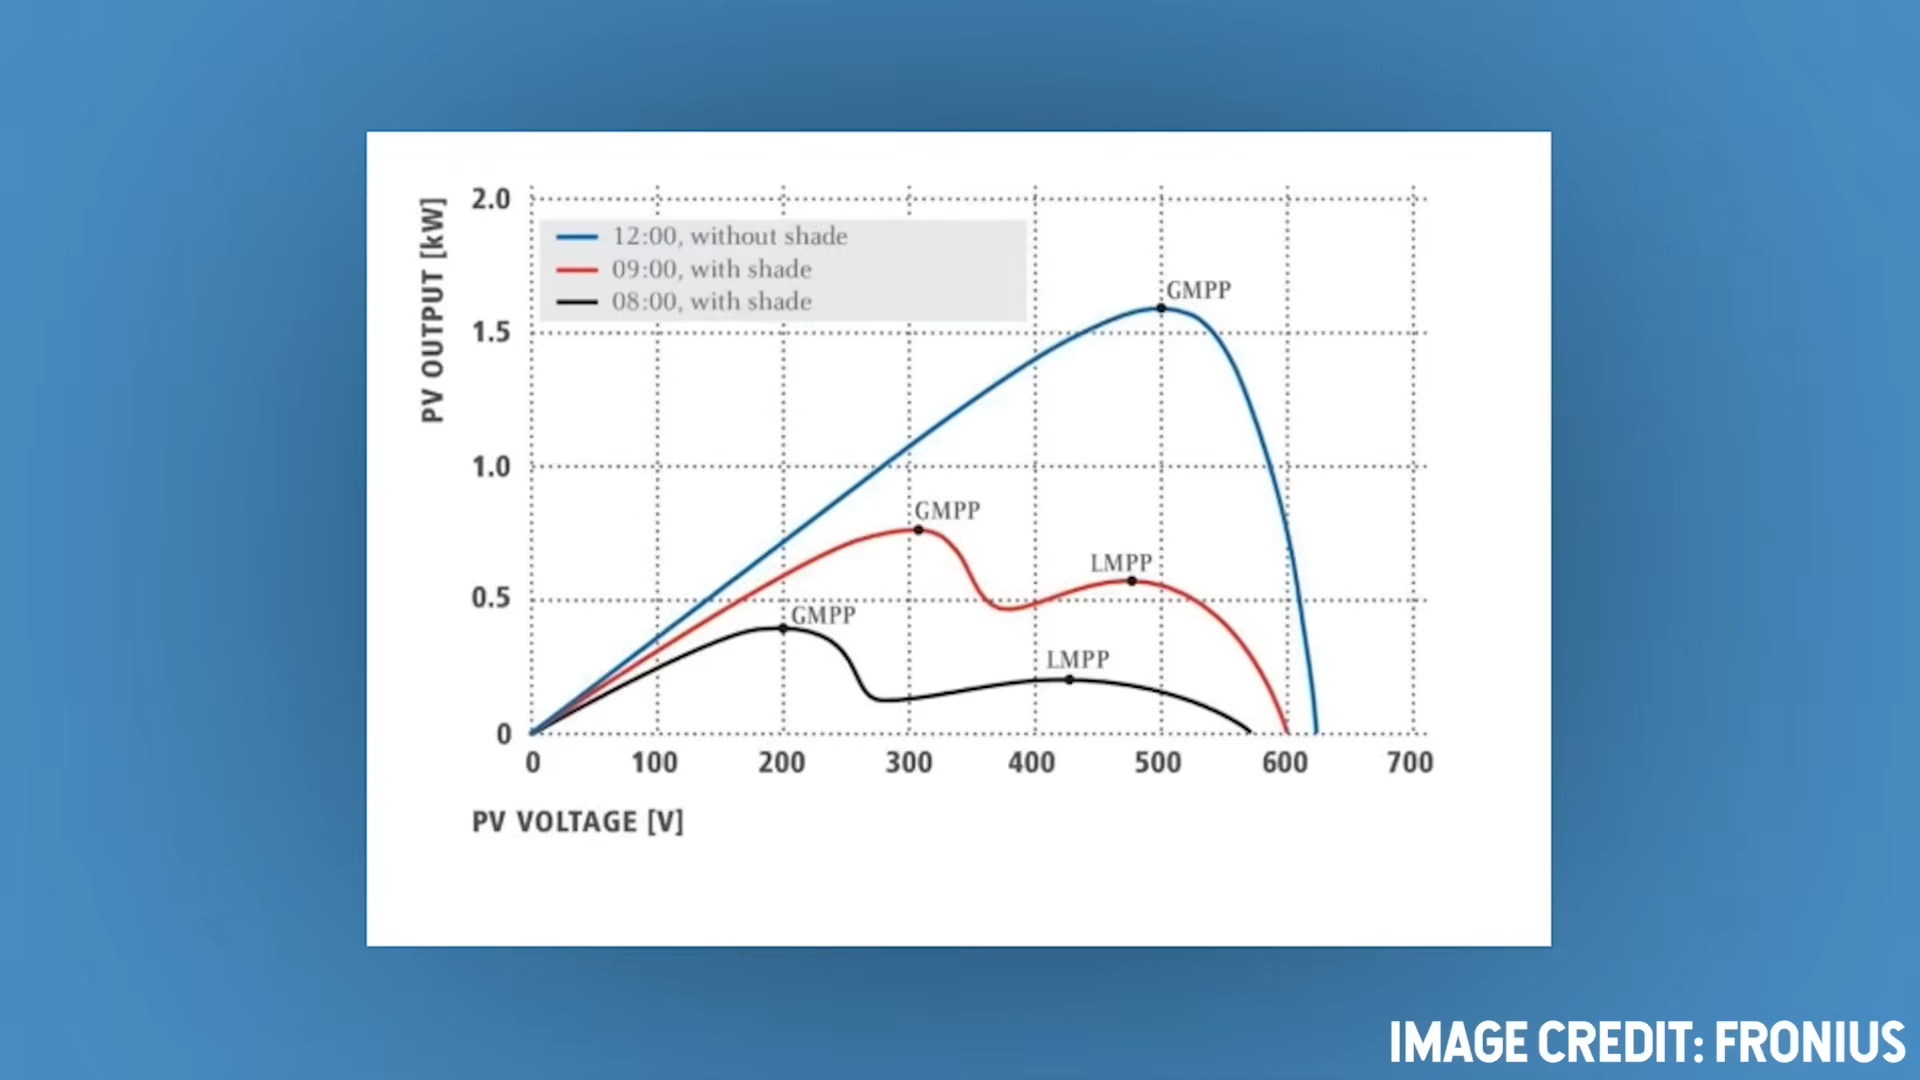 PV OUTPUT [kW]
2.0
1.5
1.0
0.5
0
12:00, without shade
09:00, with shade
08:00, with shade
GMPP
GMPP
LMPP
GMPP
LMPP
0 100 200 300 400 500 600 700
PV VOLTAGE [V]
IMAGE CREDIT: FRONIUS